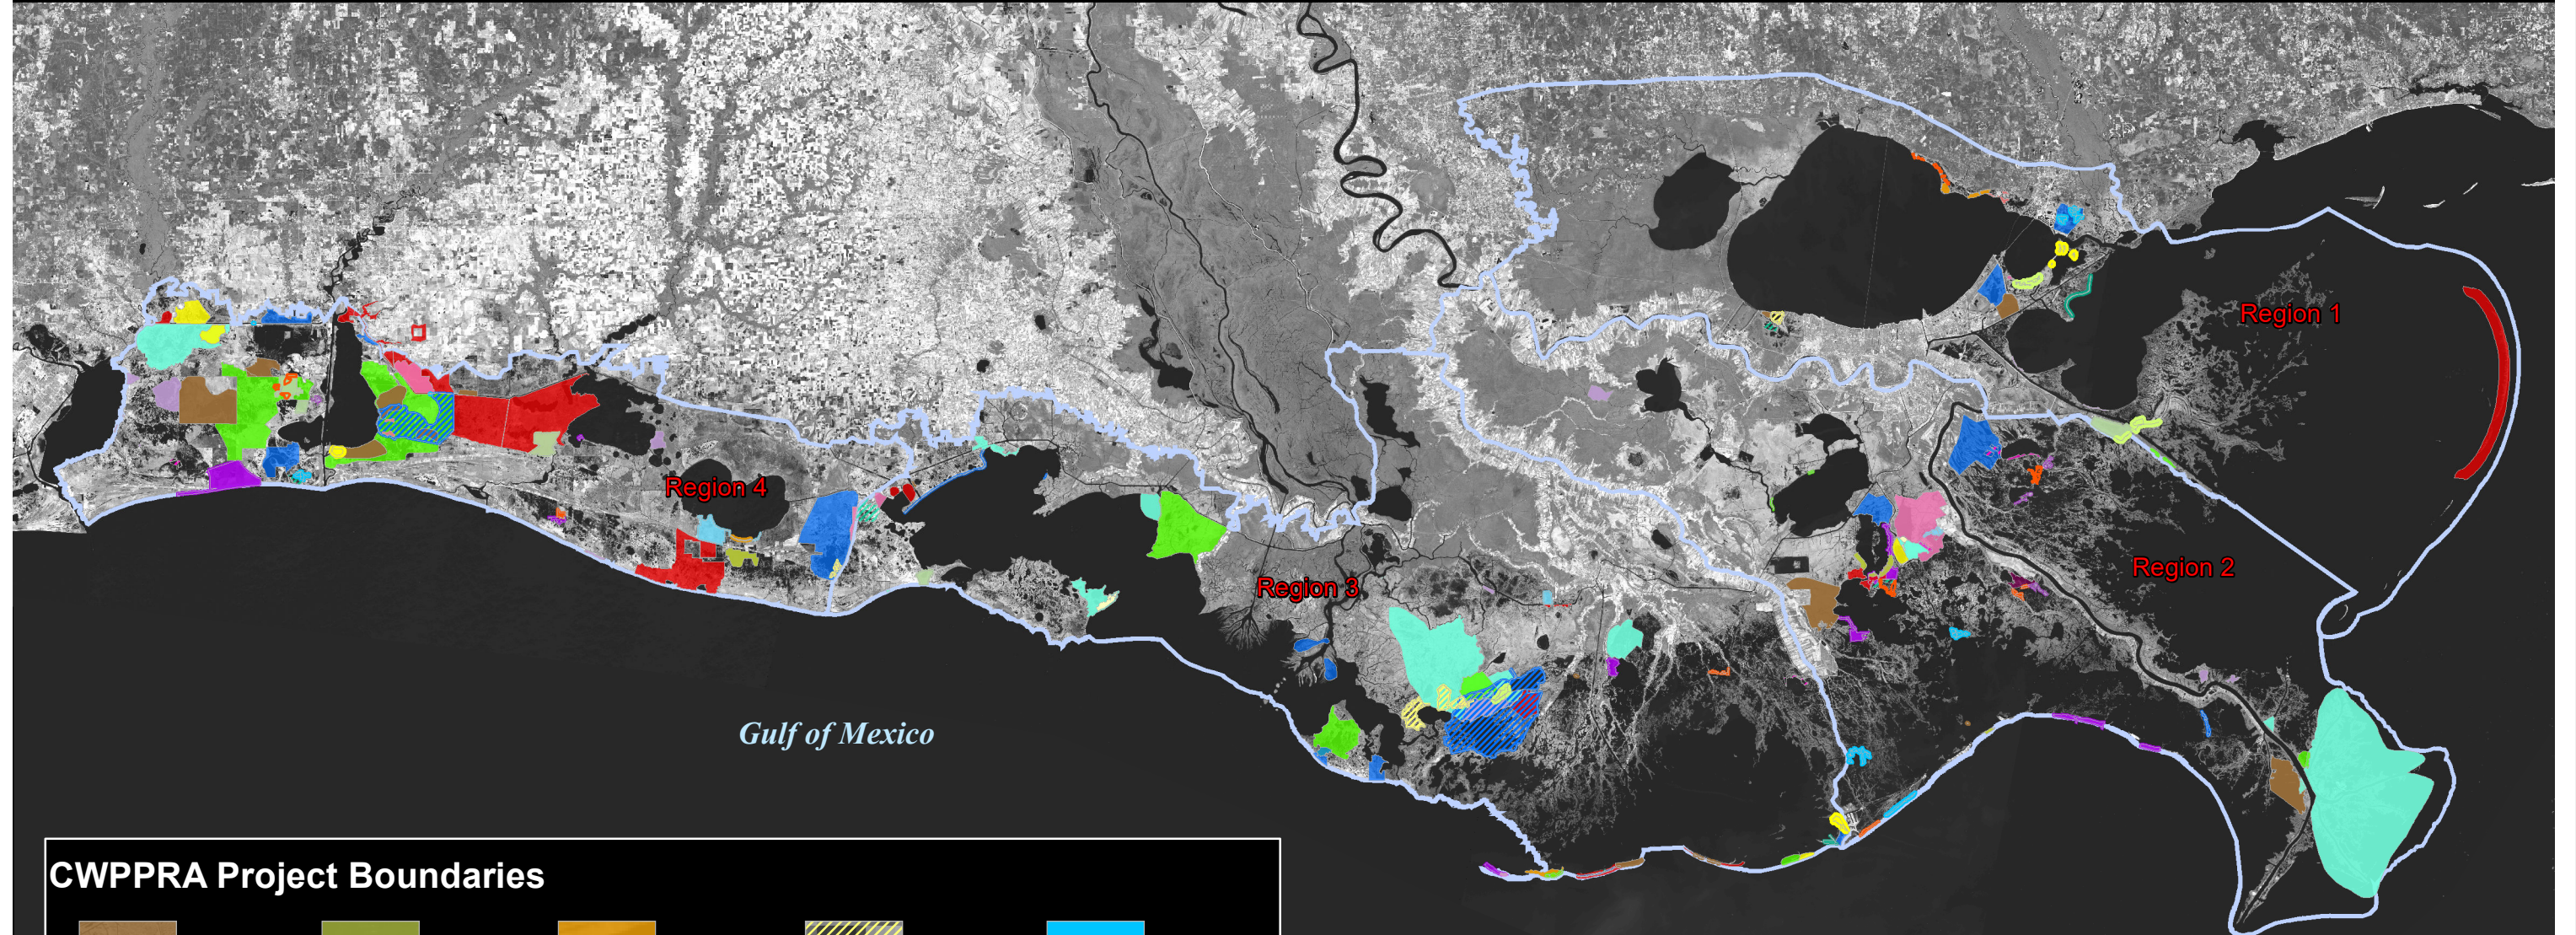 Region 1
Region 4
Region 2
Region 3
Gulf of Mexico
CWPPRA Project Boundaries